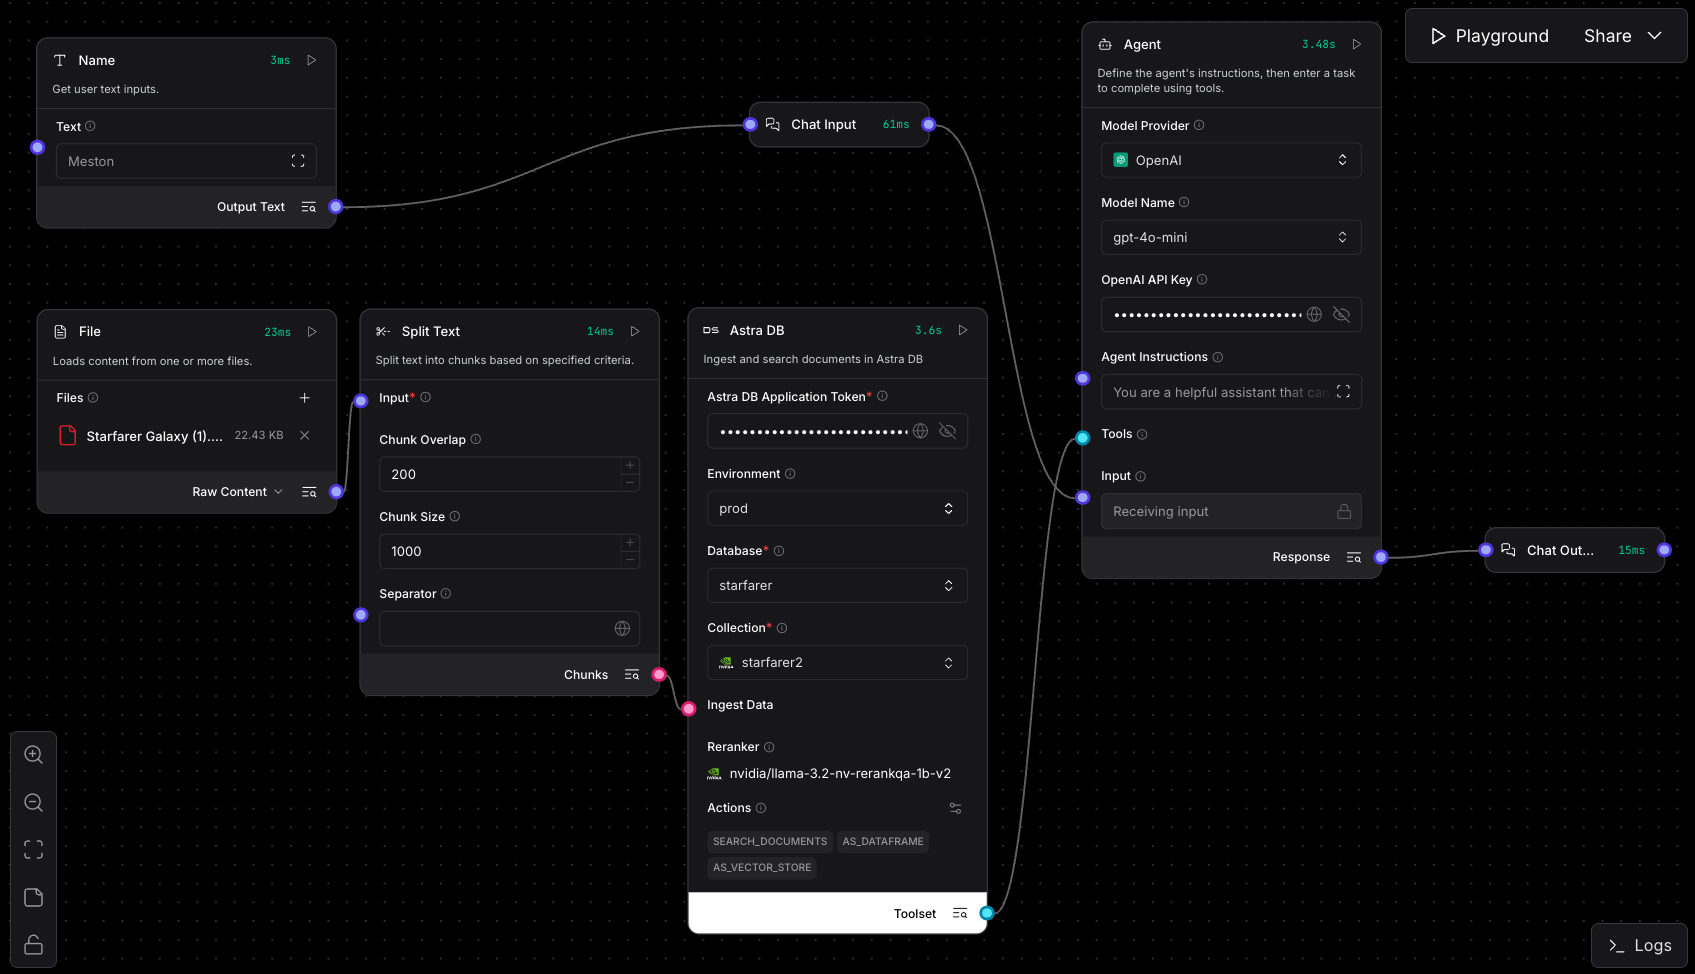 Name 3ms
Get user text inputs.
Text
Meston
Output Text
Chat Input 61ms
Agent 3.48s
Define the agent's instructions, then enter a task
to complete using tools.
Model Provider
OpenAI
Model Name
gpt-4o-mini
OpenAI API Key
•••••••••••••••••••••••••
Agent Instructions
You are a helpful assistant that can
Tools
Input
Receiving input
Response
Playground Share
File 23ms
Loads content from one or more files.
Files
Starfarer Galaxy (1).... 22.43 KB
Raw Content
Split Text 14ms
Split text into chunks based on specified criteria.
Input*
Chunk Overlap
200
Chunk Size
1000
Separator
Chunks
Astra DB 3.6s
Ingest and search documents in Astra DB
Astra DB Application Token*
•••••••••••••••••••••••••
Environment
prod
Database*
starfarer
Collection*
starfarer2
Ingest Data
Reranker
nvidia/llama-3.2-nv-rerankqa-1b-v2
Actions
SEARCH_DOCUMENTS AS_DATAFRAME
AS_VECTOR_STORE
Toolset
Chat Out... 15ms
Logs